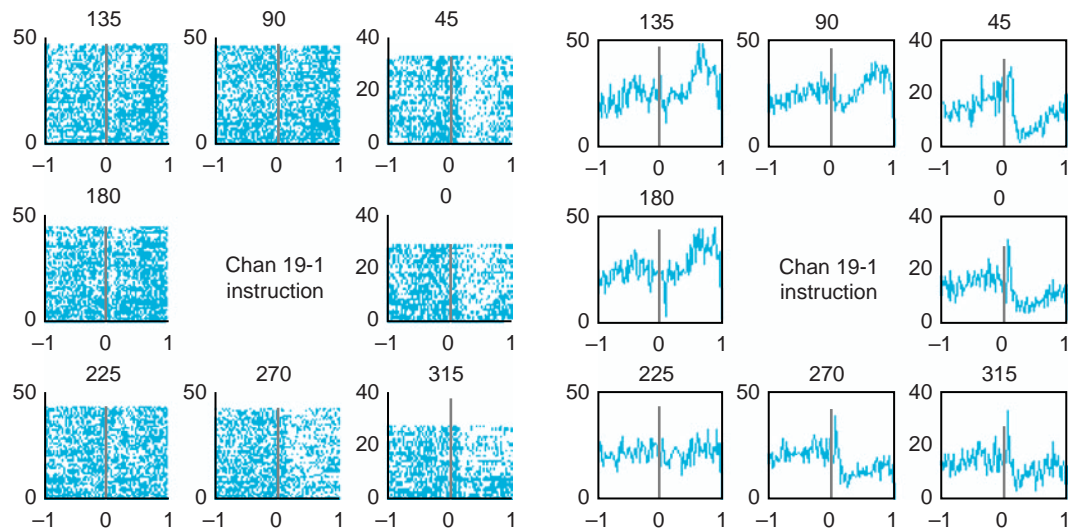 135 90 45 135 90 45
50 50 40 50 50 40
20 20
0 0 0 0 0 0
–1 0 1 –1 0 1 –1 0 1 –1 0 1 –1 0 1 –1 0 1
180 0 180 0
50 40 50 40
20 20
0 0 0 0
–1 0 1 –1 0 1 –1 0 1 –1 0 1
Chan 19-1 Chan 19-1
instruction instruction
225 270 315 225 270 315
50 50 40 50 50 40
20 20
0 0 0 0 0 0
–1 0 1 –1 0 1 –1 0 1 –1 0 1 –1 0 1 –1 0 1